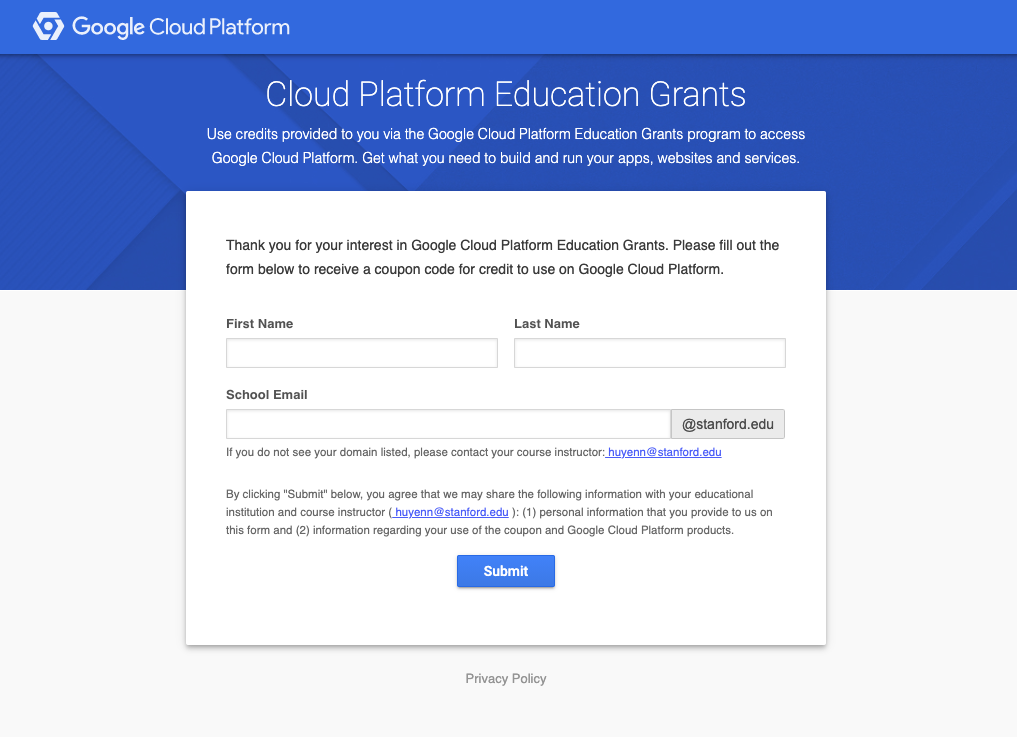 Google Cloud Platform
Cloud Platform Education Grants
Use credits provided to you via the Google Cloud Platform Education Grants program to access
Google Cloud Platform. Get what you need to build and run your apps, websites and services.
Thank you for your interest in Google Cloud Platform Education Grants. Please fill out the
form below to receive a coupon code for credit to use on Google Cloud Platform.
First Name Last Name
School Email
@stanford.edu
If you do not see your domain listed, please contact your course instructor: huyenn@stanford.edu
By clicking "Submit" below, you agree that we may share the following information with your educational
institution and course instructor ( huyenn@stanford.edu ): (1) personal information that you provide to us on
this form and (2) information regarding your use of the coupon and Google Cloud Platform products.
Submit
Privacy Policy